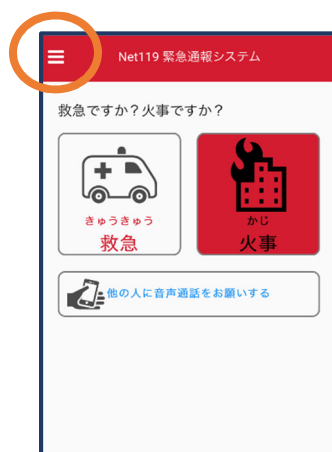 Net119 緊急通報システム
救急ですか？火事ですか？
きゅうきゅう
救急
かじ
火事
他の人に音声通話をお願いする